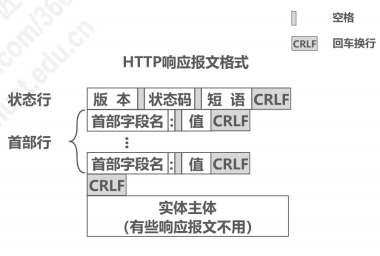 空格
CRLF 回车换行
HTTP响应报文格式
状态行 版 本 状态码 短 语 CRLF
首部字段名 : 值 CRLF
首部行 ⋮
首部字段名 : 值 CRLF
CRLF
实体主体
(有些响应报文不用)